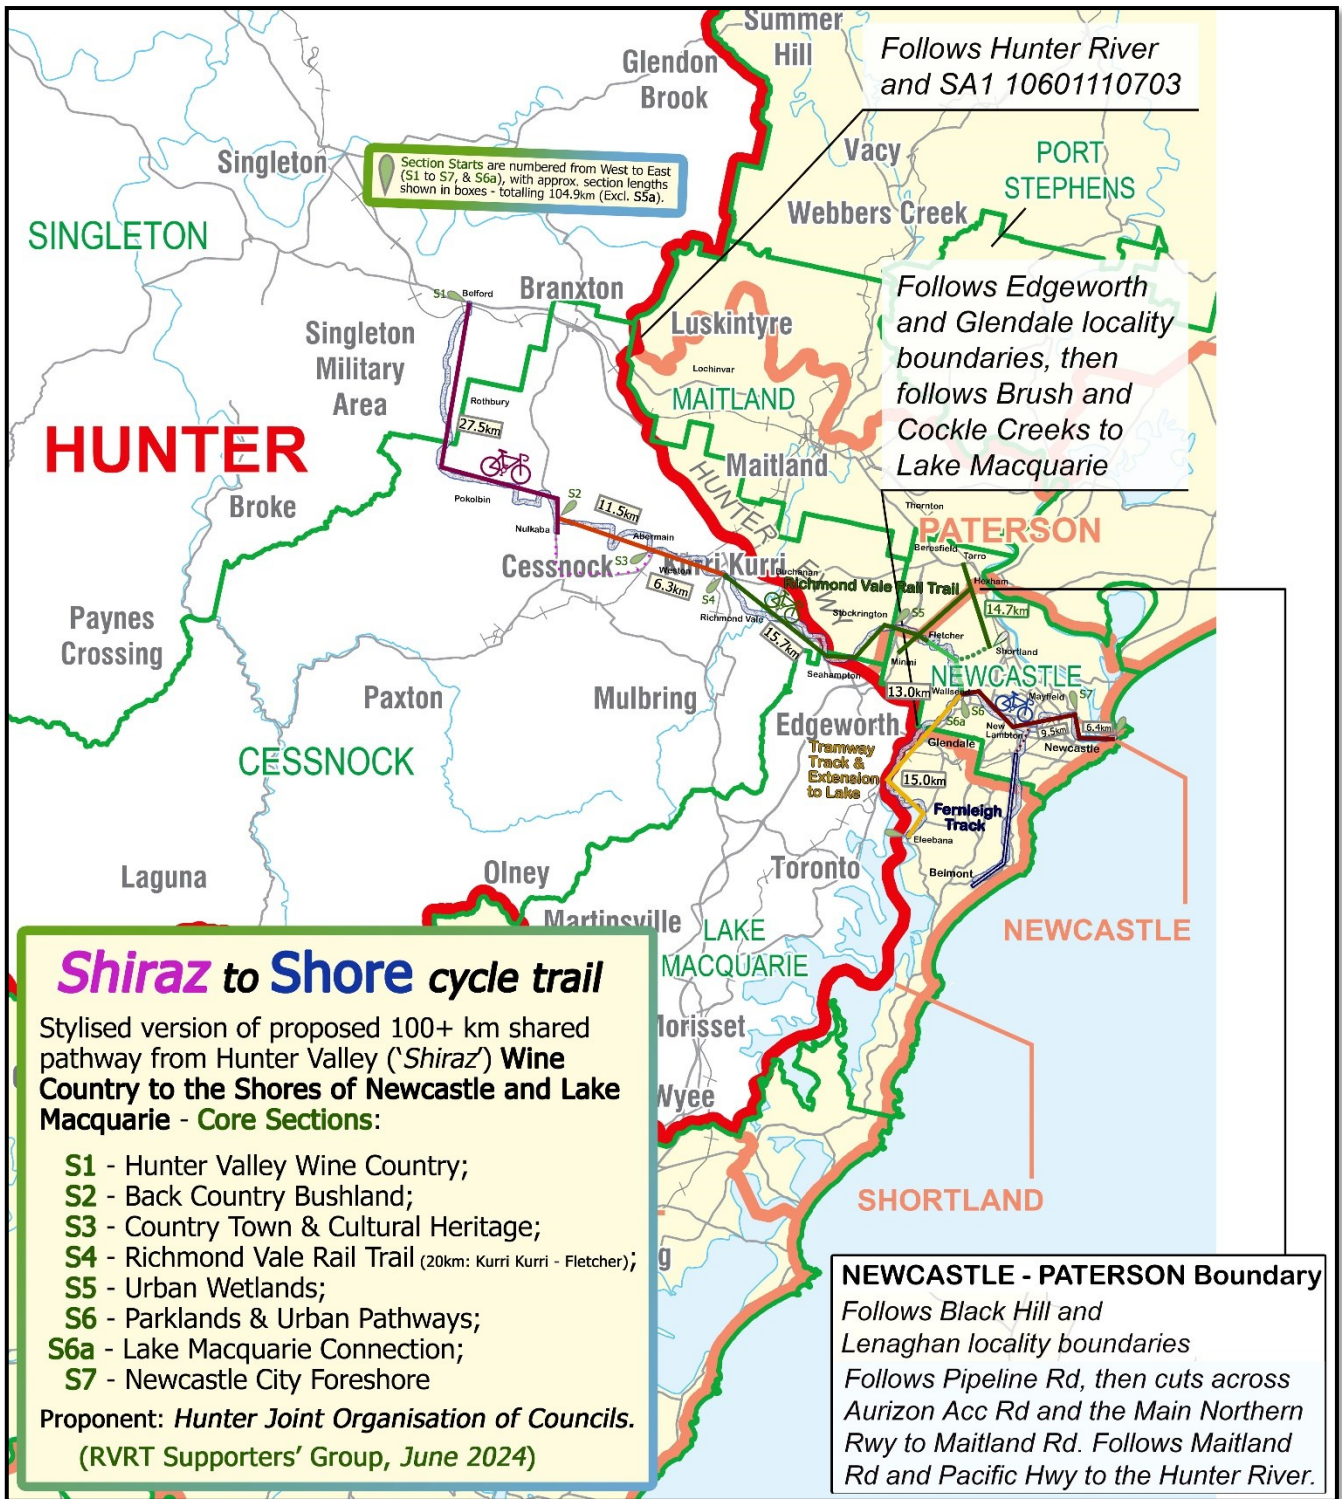 Summer
Hill
Follows Hunter River
and SA1 10601110703
Glendon
Brook
Singleton
Section Starts are numbered from West to East
(S1 to S7, & S6a), with approx. section lengths
shown in boxes - totalling 104.9km (Excl. S5a).
Vacy
PORT
STEPHENS
Webbers Creek
SINGLETON
Follows Edgeworth
and Glendale locality
boundaries, then
follows Brush and
Cockle Creeks to
Lake Macquarie
S1
Belford
Branxton
Luskintyre
Singleton
Military
Area
Lochinvar
MAITLAND
Rothbury
27.5km
HUNTER
Maitland
HUNTER
Broke
Pokolbin
S2
11.5km
Nulkaba
Thornton
PATERSON
Abermain
Beresfield
Tarro
Cessnock
S3
Kurri Kurri
Weston
6.3km
S4
Buchanan
EWY
Richmond Vale Rail Trail
Hexham
14.7km
Paynes
Crossing
Richmond Vale
15.7km
Stockrington
S5
Fletcher
Shortland
Minmi
Seahampton
NEWCASTLE
Paxton
Mulbring
13.0km
Wallsend
Mayfield
S7
S6
S6a
Edgeworth
New
Lambton
9.5km
6.4km
Newcastle
Glendale
CESSNOCK
Tramway
Track &
Extension
to Lake
15.0km
Fernleigh
Track
Eleebana
Belmont
Laguna
Olney
Toronto
Martinsville
LAKE
MACQUARIE
NEWCASTLE
Morisset
Wyee
SHORTLAND
g
Shiraz to Shore cycle trail
Stylised version of proposed 100+ km shared
pathway from Hunter Valley (‘Shiraz’) Wine
Country to the Shores of Newcastle and Lake
Macquarie - Core Sections:
S1 - Hunter Valley Wine Country;
S2 - Back Country Bushland;
S3 - Country Town & Cultural Heritage;
S4 - Richmond Vale Rail Trail (20km: Kurri Kurri - Fletcher);
S5 - Urban Wetlands;
S6 - Parklands & Urban Pathways;
S6a - Lake Macquarie Connection;
S7 - Newcastle City Foreshore
Proponent: Hunter Joint Organisation of Councils.
(RVRT Supporters’ Group, June 2024)
NEWCASTLE - PATERSON Boundary
Follows Black Hill and
Lenaghan locality boundaries
Follows Pipeline Rd, then cuts across
Aurizon Acc Rd and the Main Northern
Rwy to Maitland Rd. Follows Maitland
Rd and Pacific Hwy to the Hunter River.